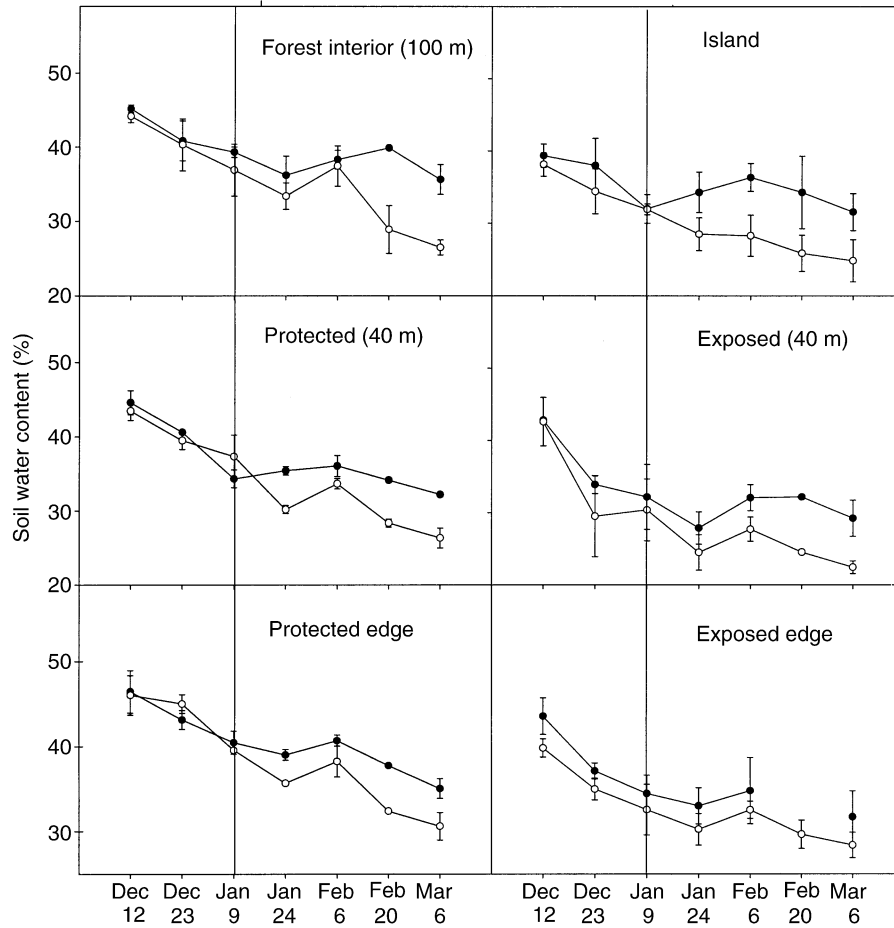 Forest interior (100 m)
Island
50
40
30
20
Protected (40 m)
Exposed (40 m)
50
40
30
20
Protected edge
Exposed edge
50
40
30
Soil water content (%)
Dec Dec Jan Jan Feb Feb Mar Dec Dec Jan Jan Feb Feb Mar
12 23 9 24 6 20 6 12 23 9 24 6 20 6